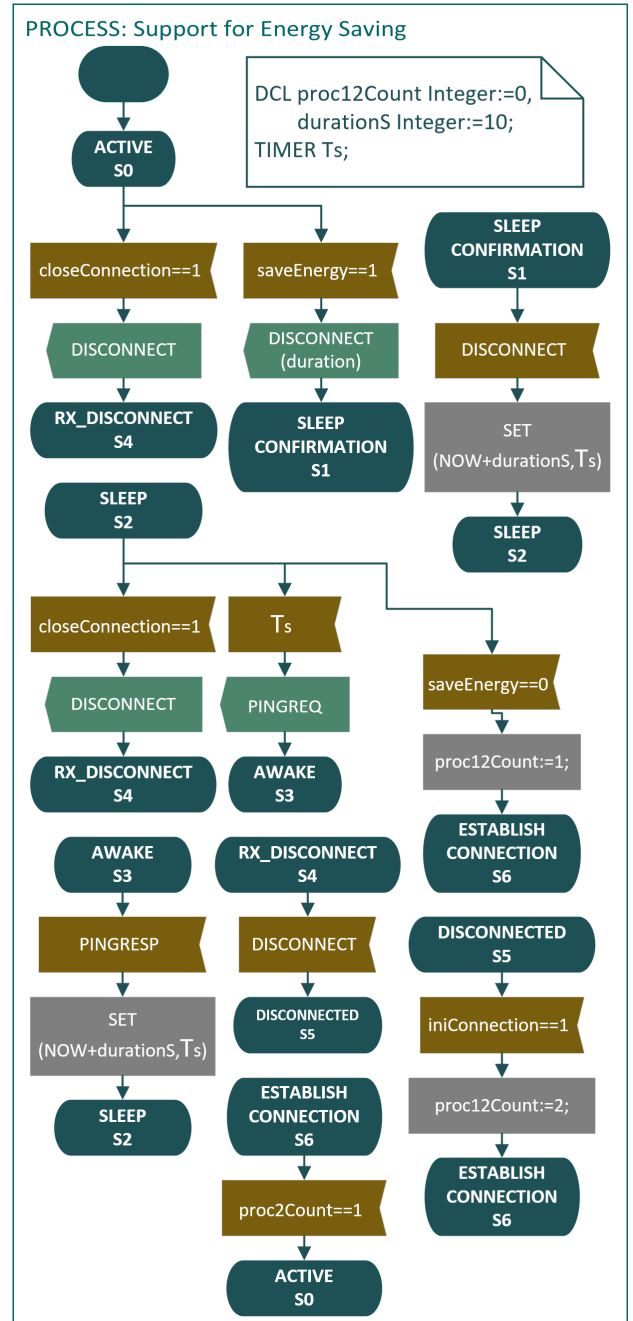 PROCESS: Support for Energy Saving
DCL proc12Count Integer:=0,
durationS Integer:=10;
TIMER Ts;
ACTIVE
S0
closeConnection==1
saveEnergy==1
SLEEP
CONFIRMATION
S1
DISCONNECT
DISCONNECT
(duration)
DISCONNECT
RX_DISCONNECT
S4
SLEEP
CONFIRMATION
S1
SET
(NOW+durationS,Ts)
SLEEP
S2
SLEEP
S2
closeConnection==1
Ts
saveEnergy==0
DISCONNECT
PINGREQ
proc12Count:=1;
RX_DISCONNECT
S4
AWAKE
S3
ESTABLISH
CONNECTION
S6
AWAKE
S3
RX_DISCONNECT
S4
DISCONNECTED
S5
PINGRESP
DISCONNECT
iniConnection==1
SET
(NOW+durationS,Ts)
DISCONNECTED
S5
proc12Count:=2;
SLEEP
S2
ESTABLISH
CONNECTION
S6
ESTABLISH
CONNECTION
S6
proc2Count==1
ACTIVE
S0